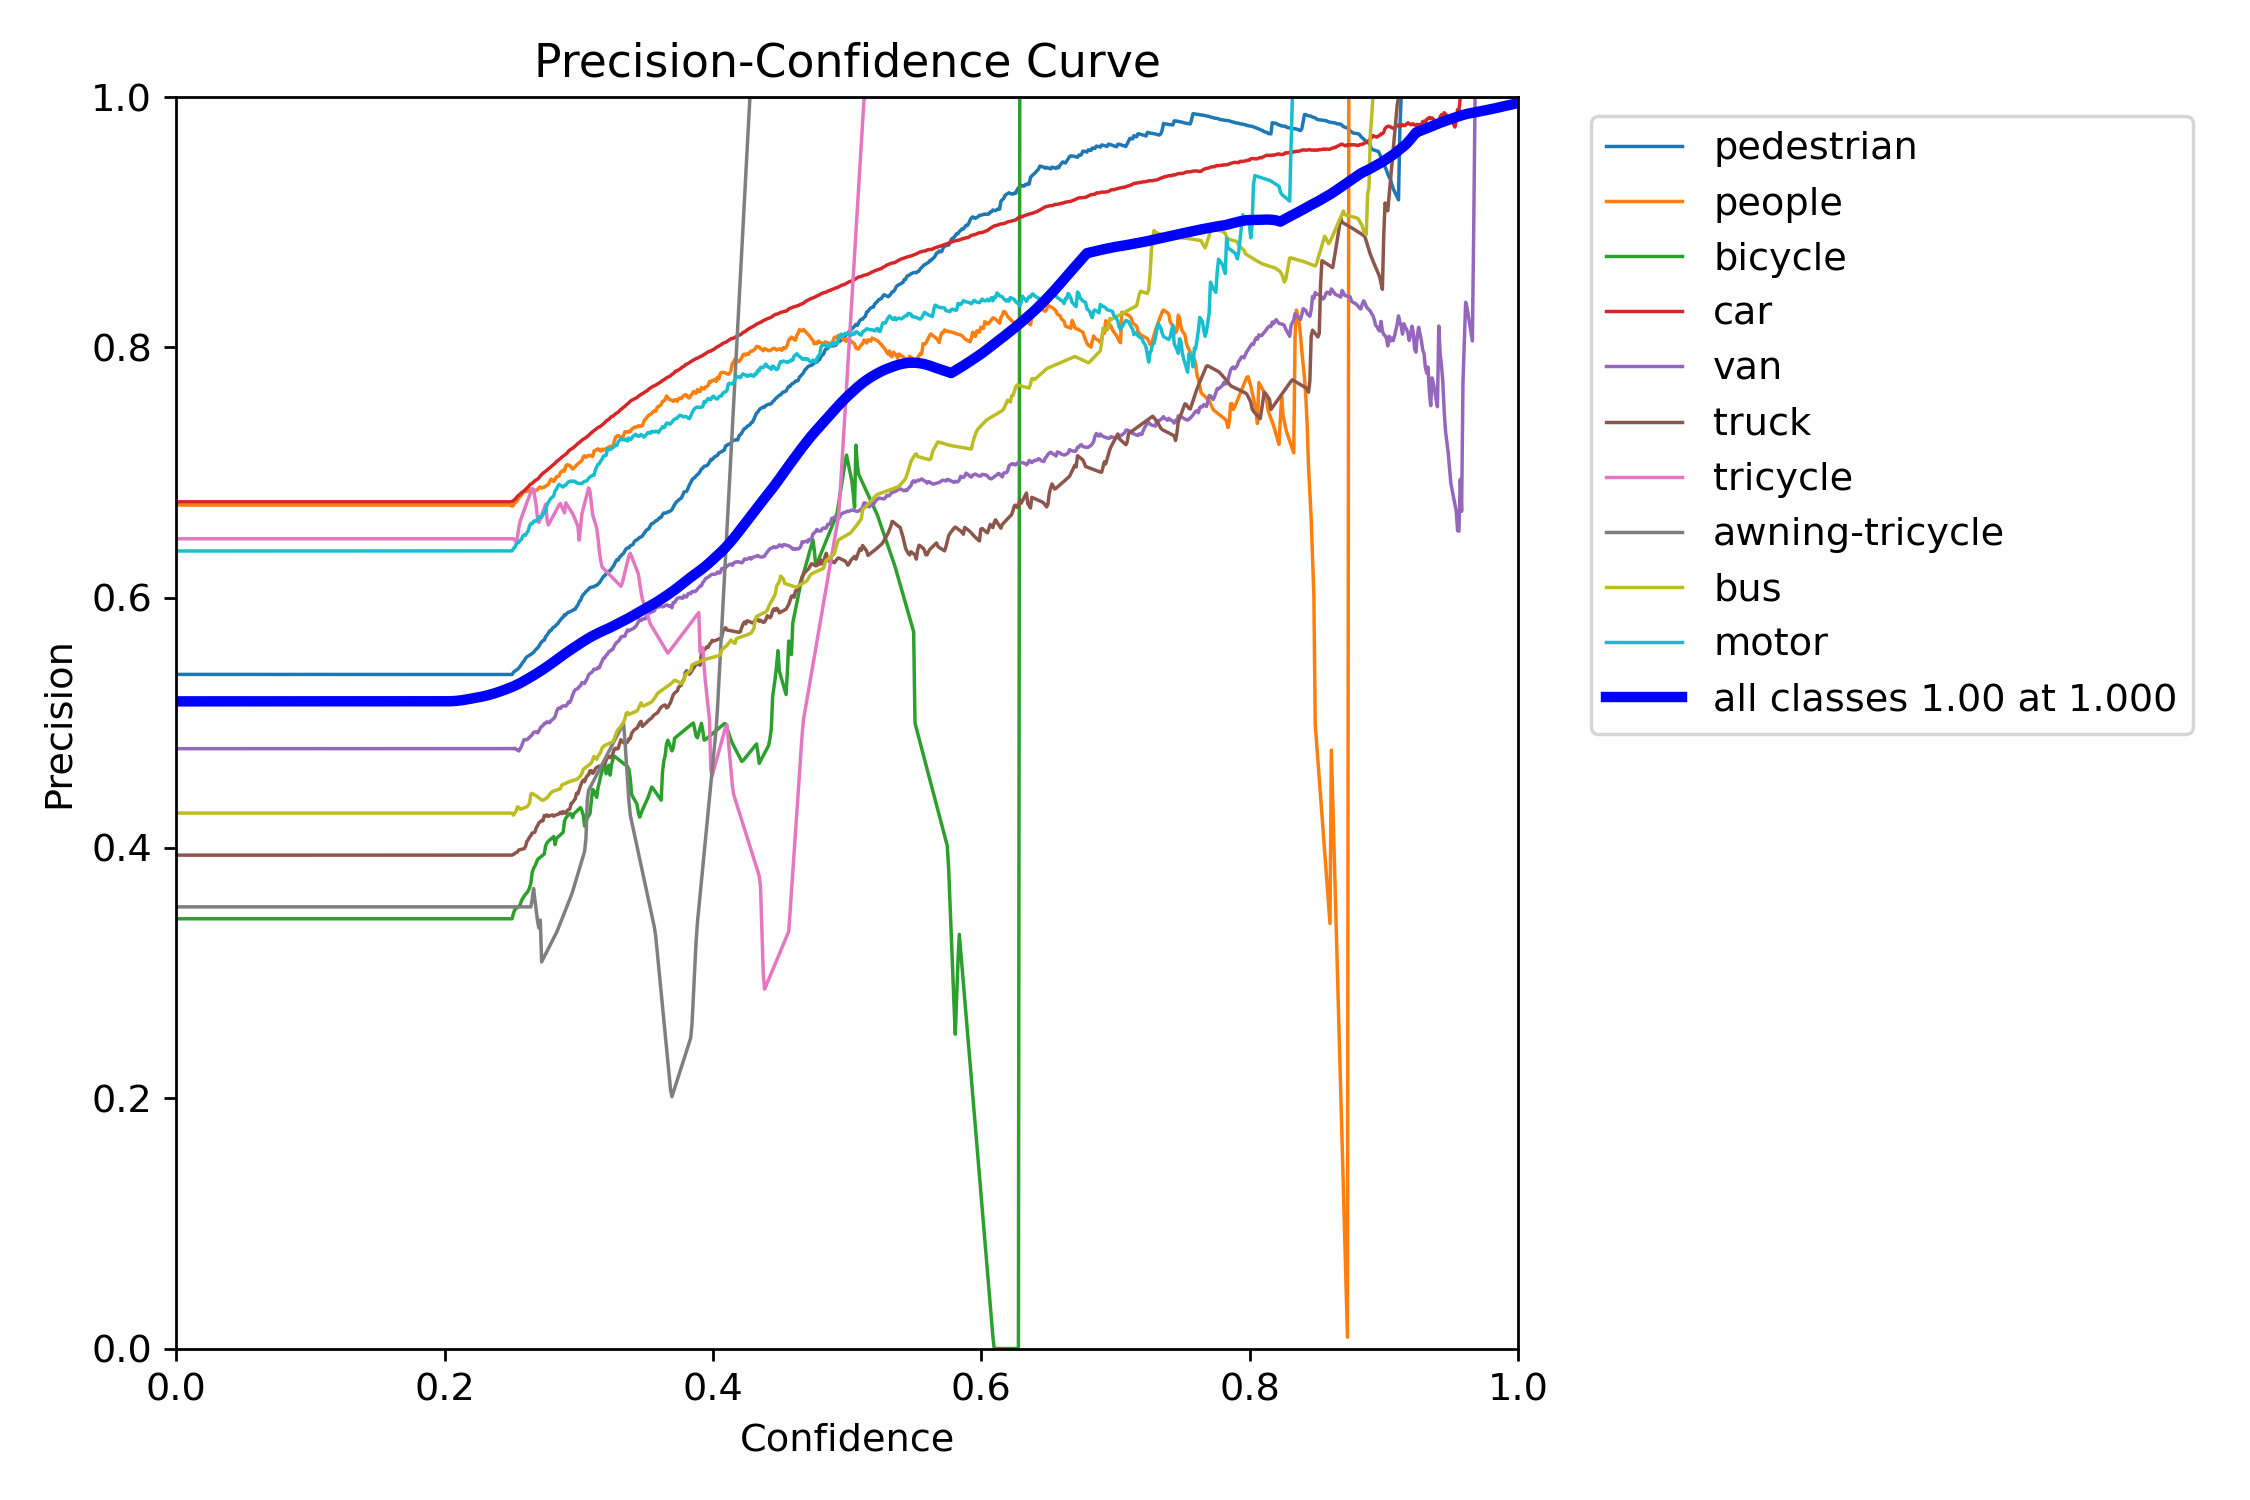 Precision-Confidence Curve
1.0
0.8
0.6
0.4
0.2
0.0
Precision
0.0 0.2 0.4 0.6 0.8 1.0
Confidence
pedestrian
people
bicycle
car
van
truck
tricycle
awning-tricycle
bus
motor
all classes 1.00 at 1.000